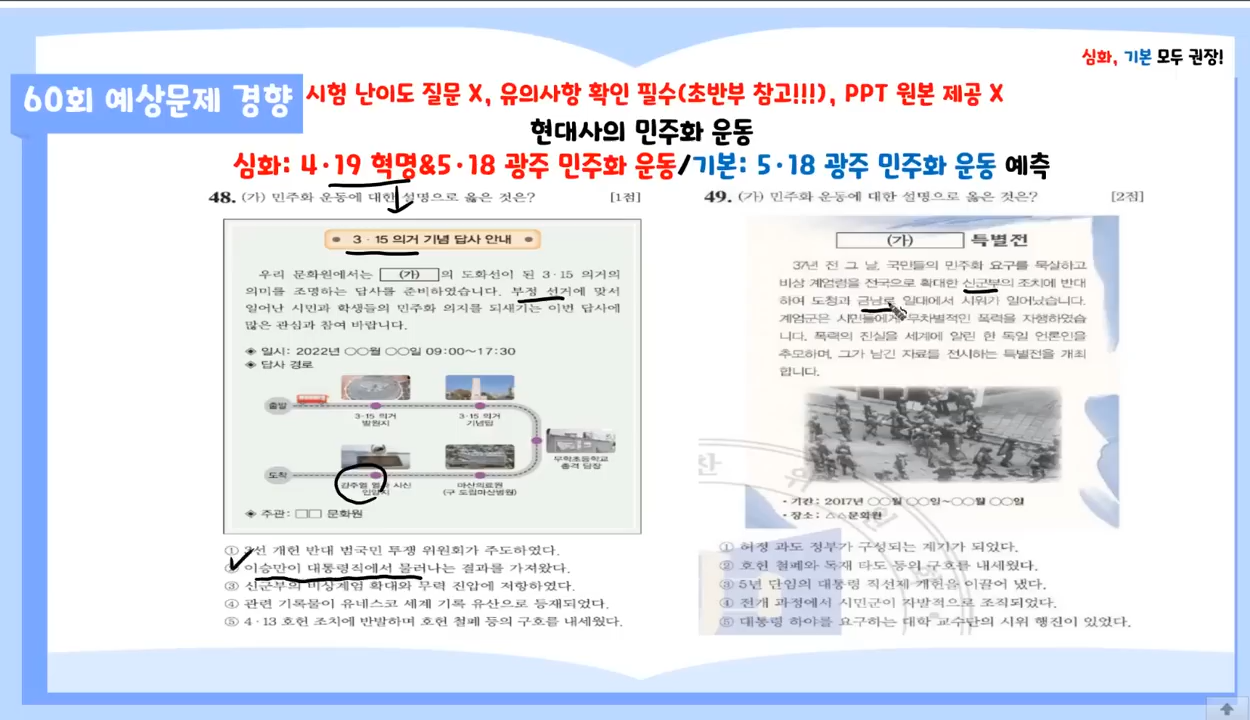 심화, 기본 모두 권장!
60회 예상문제 경향
시험 난이도 질문 X, 유의사항 확인 필수(초반부 참고!!!), PPT 원본 제공 X
현대사의 민주화 운동
심화: 4·19 혁명&5·18 광주 민주화 운동/기본: 5·18 광주 민주화 운동 예측
48. (가) 민주화 운동에 대한 설명으로 옳은 것은? [1점]
3·15 의거 기념 답사 안내
우리 문화원에서는 (가) 의 도화선이 된 3·15 의거의
의미를 조명하는 답사를 준비하였습니다. 부정 선거에 맞서
일어난 시민과 학생들의 민주화 의지를 되새기는 이번 답사에
많은 관심과 참여 바랍니다.
◈ 일시: 2022년 ○○월 ○○일 09:00~17:30
◈ 답사 경로
출발
3·15 의거
발원지
3·15 의거
기념탑
무학초등학교
총격 담장
도착
김주열 열사 시신
인양지
마산의료원
(구 도립마산병원)
◈ 주관: □□ 문화원
① 3선 개헌 반대 범국민 투쟁 위원회가 주도하였다.
② 이승만이 대통령직에서 물러나는 결과를 가져왔다.
③ 신군부의 비상계엄 확대와 무력 진압에 저항하였다.
④ 관련 기록물이 유네스코 세계 기록 유산으로 등재되었다.
⑤ 4·13 호헌 조치에 반발하며 호헌 철폐 등의 구호를 내세웠다.
49. (가) 민주화 운동에 대한 설명으로 옳은 것은? [2점]
(가) 특별전
37년 전 그 날, 국민들의 민주화 요구를 묵살하고
비상 계엄령을 전국으로 확대한 신군부의 조치에 반대
하여 도청과 금남로 일대에서 시위가 일어났습니다.
계엄군은 시민들에게 무차별적인 폭력을 자행하였습
니다. 폭력의 진실을 세계에 알린 한 독일 언론인을
추모하며, 그가 남긴 자료를 전시하는 특별전을 개최
합니다.
• 기간: 2017년 ○○월 ○○일~○○월 ○○일
• 장소: △△문화원
① 허정 과도 정부가 구성되는 계기가 되었다.
② 호헌 철폐와 독재 타도 등의 구호를 내세웠다.
③ 5년 단임의 대통령 직선제 개헌을 이끌어 냈다.
④ 전개 과정에서 시민군이 자발적으로 조직되었다.
⑤ 대통령 하야를 요구하는 대학 교수단의 시위 행진이 있었다.